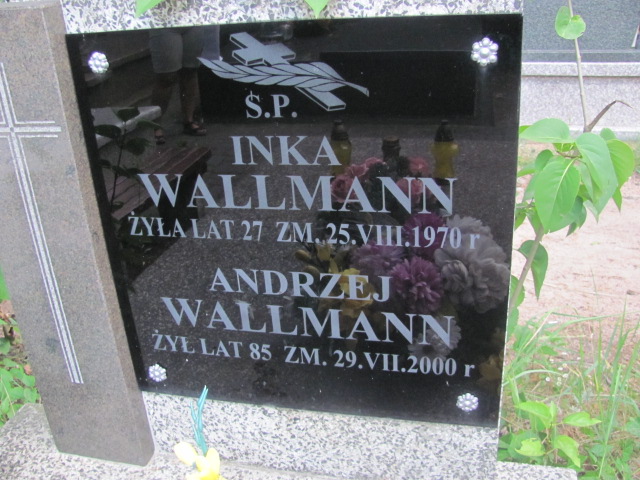 Ś.P.
INKA
WALLMANN
ŻYŁA LAT 27 ZM. 25.VIII.1970 r
ANDRZEJ
WALLMANN
ŻYŁ LAT 85 ZM. 29.VII.2000 r